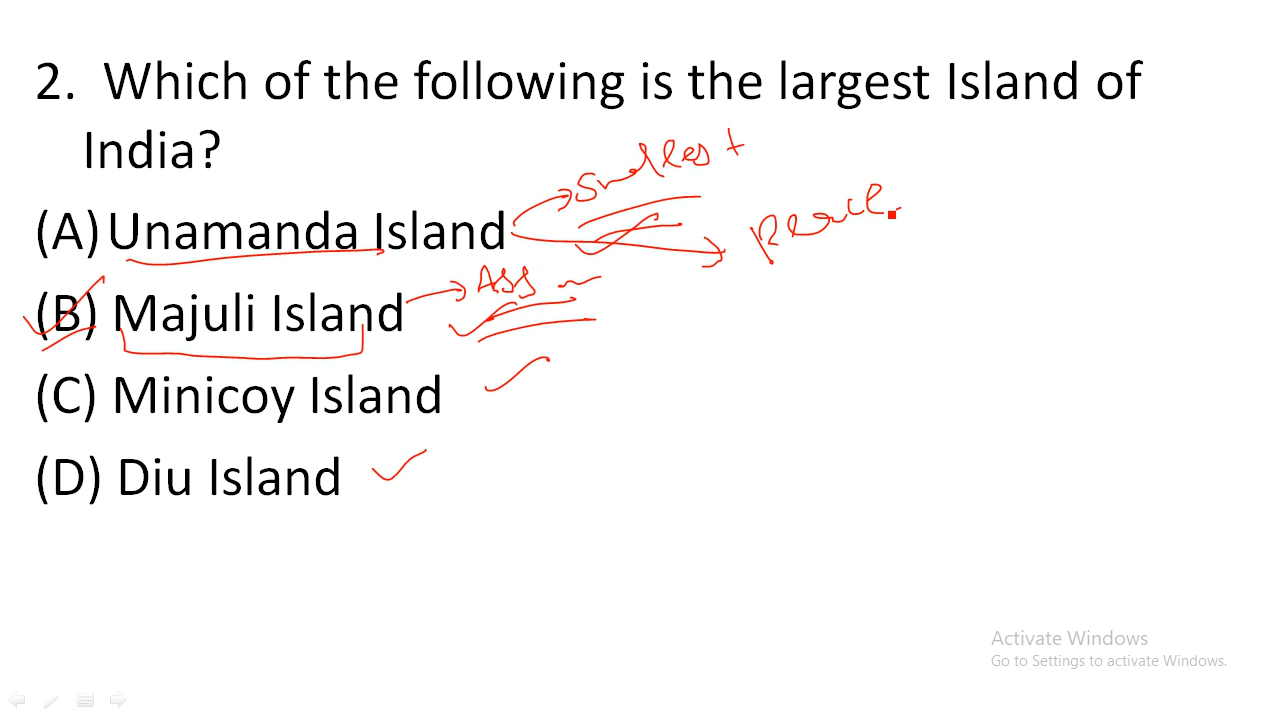 2. Which of the following is the largest Island of
India?
Smallest
(A) Unamanda Island
(B) Majuli Island
Ass
(C) Minicoy Island
(D) Diu Island
Activate Windows
Go to Settings to activate Windows.